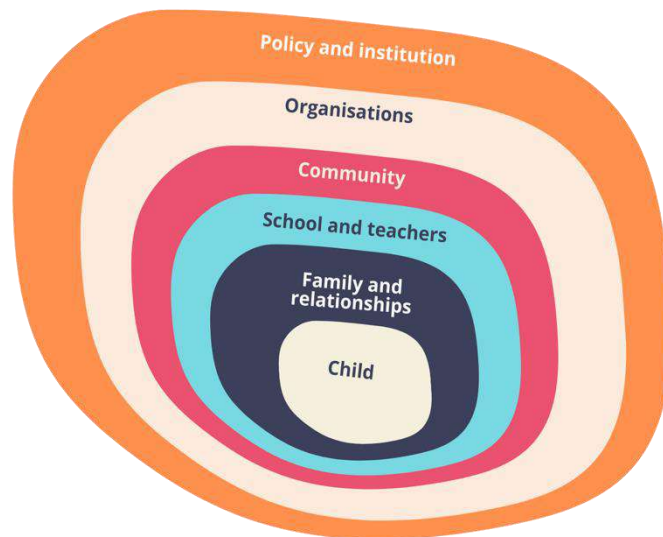 Policy and institution
Organisations
Community
School and teachers
Family and
relationships
Child